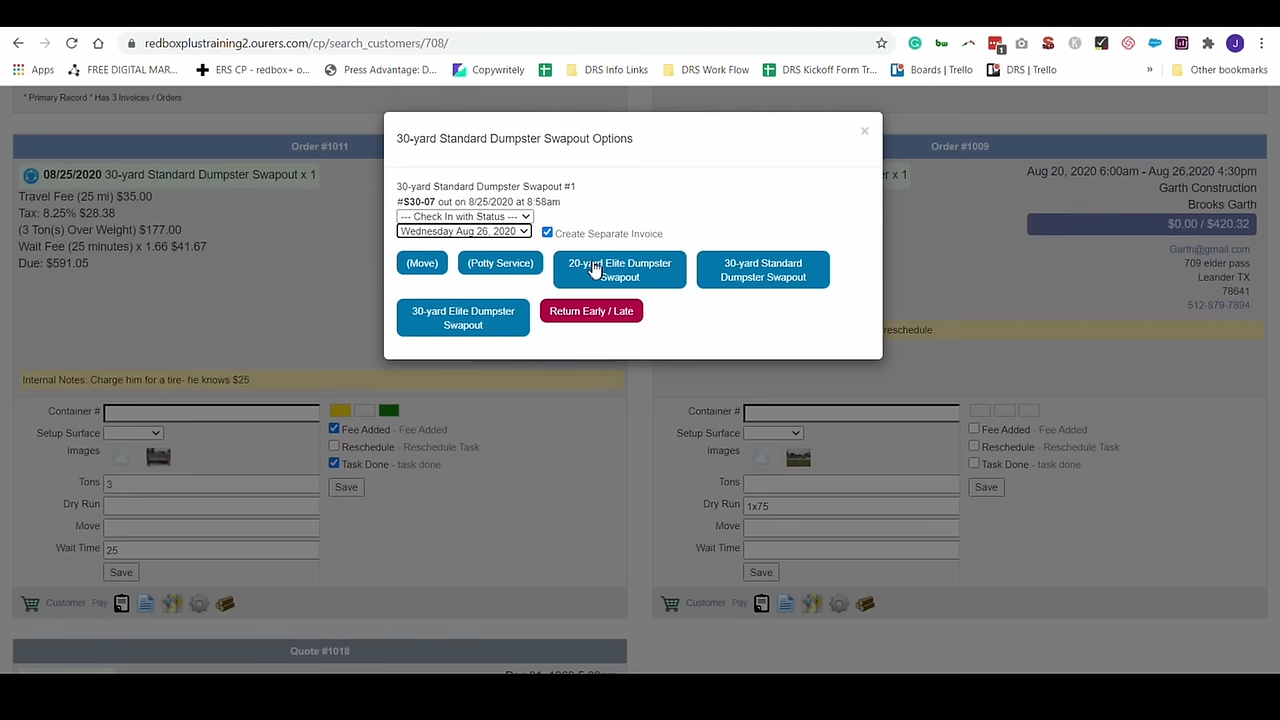 redboxplustraining2.ourers.com/cp/search_customers/708/
Apps FREE DIGITAL MAR... ERS CP - redbox+ o... Press Advantage: D... Copywritely DRS Info Links DRS Work Flow DRS Kickoff Form Tr... Boards | Trello DRS | Trello » Other bookmarks
* Primary Record * Has 3 Invoices / Orders
30-yard Standard Dumpster Swapout Options
×
30-yard Standard Dumpster Swapout #1
#S30-07 out on 8/25/2020 at 8:58am
--- Check In with Status ---
Wednesday Aug 26, 2020 Create Separate Invoice
(Move) (Potty Service)
20-yard Elite Dumpster Swapout
30-yard Standard Dumpster Swapout
30-yard Elite Dumpster Swapout
Return Early / Late
Order #1011
08/25/2020 30-yard Standard Dumpster Swapout x 1
Travel Fee (25 mi) $35.00
Tax: 8.25% $28.38
(3 Ton(s) Over Weight) $177.00
Wait Fee (25 minutes) x 1.66 $41.67
Due: $591.05
Internal Notes: Charge him for a tire- he knows $25
Container #
Setup Surface
Images
Tons 3
Dry Run
Move
Wait Time 25
Save
Fee Added - Fee Added
Reschedule - Reschedule Task
Task Done - task done
Save
Customer Pay
Order #1009
x 1
Aug 20, 2020 6:00am - Aug 26,2020 4:30pm
Garth Construction
Brooks Garth
$0.00 / $420.32
Garth@gmail.com
709 elder pass
Leander TX
78641
512-879-7894
reschedule
Container #
Setup Surface
Images
Tons
Dry Run 1x75
Move
Wait Time
Save
Fee Added - Fee Added
Reschedule - Reschedule Task
Task Done - task done
Save
Customer Pay
Quote #1018